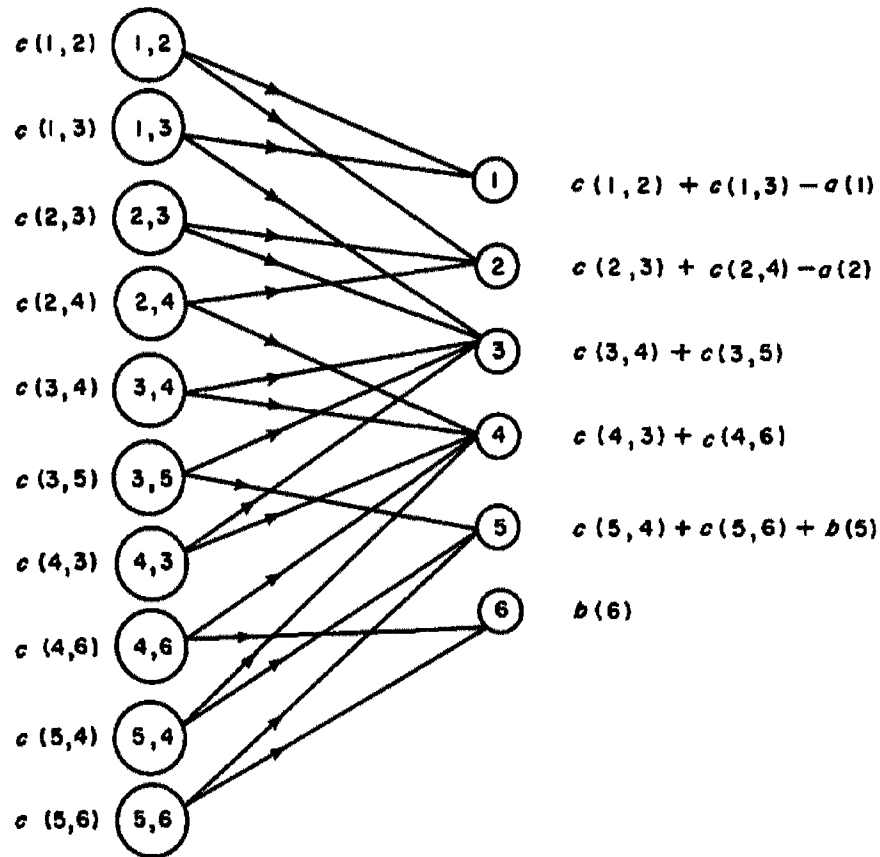 c(1,2) 1,2
c(1,3) 1,3
1 c(1,2) + c(1,3) - a(1)
c(2,3) 2,3
2 c(2,3) + c(2,4) - a(2)
c(2,4) 2,4
3 c(3,4) + c(3,5)
c(3,4) 3,4
4 c(4,3) + c(4,6)
c(3,5) 3,5
5 c(5,4) + c(5,6) + b(5)
c(4,3) 4,3
6 b(6)
c(4,6) 4,6
c(5,4) 5,4
c(5,6) 5,6